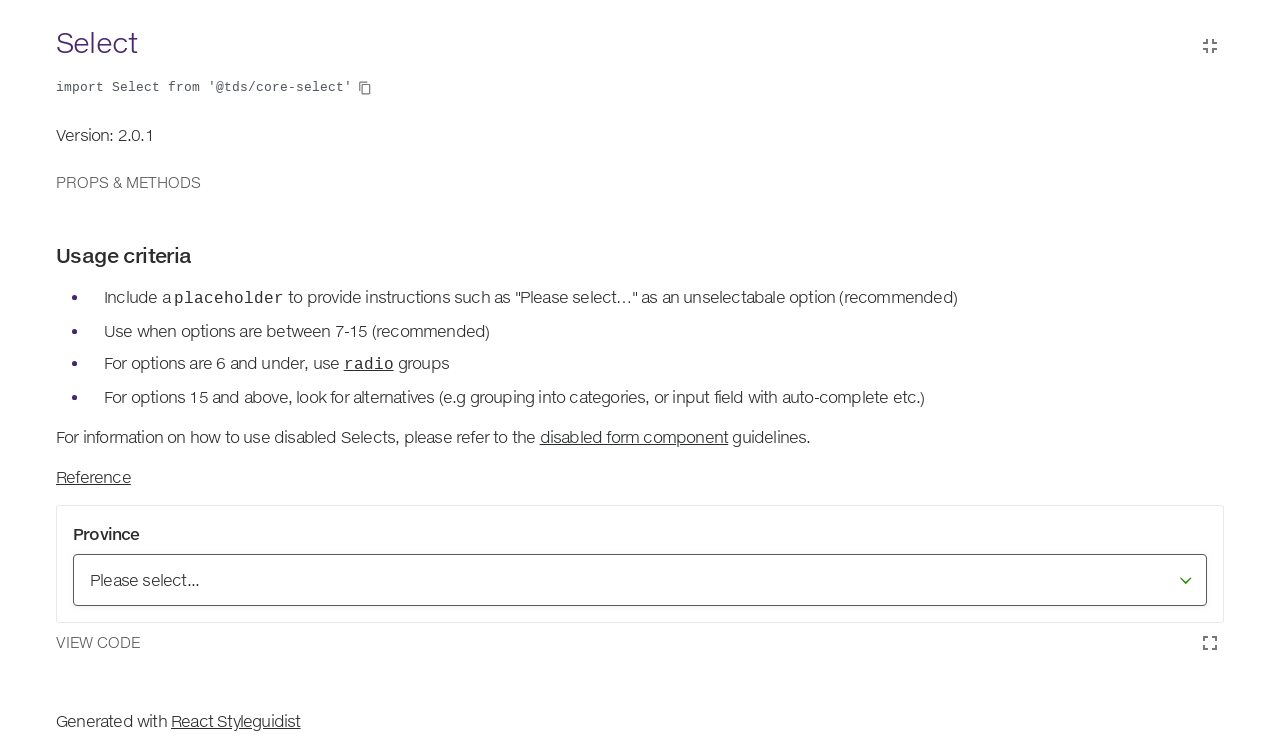 Select
import Select from '@tds/core-select'
Version: 2.0.1
PROPS & METHODS
Usage criteria
Include a placeholder to provide instructions such as "Please select…" as an unselectabale option (recommended)
Use when options are between 7-15 (recommended)
For options are 6 and under, use radio groups
For options 15 and above, look for alternatives (e.g grouping into categories, or input field with auto-complete etc.)
For information on how to use disabled Selects, please refer to the disabled form component guidelines.
Reference
Province
Please select...
VIEW CODE
Generated with React Styleguidist